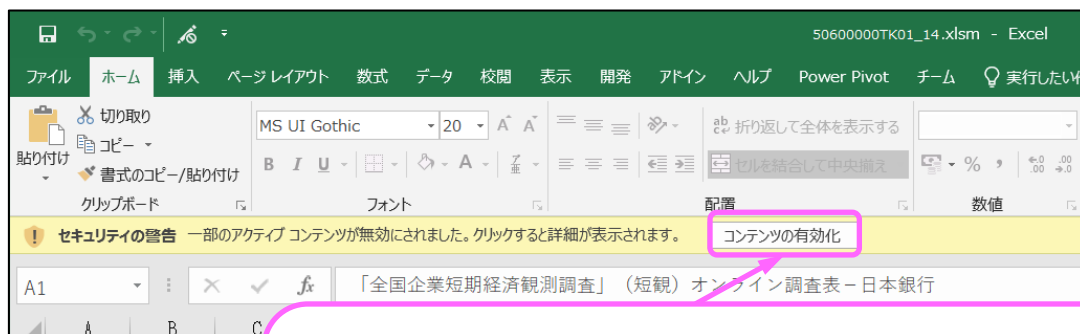 50600000TK01_14.xlsm - Excel
ファイル ホーム 挿入 ページ レイアウト 数式 データ 校閲 表示 開発 アドイン ヘルプ Power Pivot チーム 実行したい
切り取り
コピー
貼り付け
書式のコピー/貼り付け
MS UI Gothic 20 A A
B I U A
折り返して全体を表示する
セルを結合して中央揃え
% ,
クリップボード フォント 配置 数値
セキュリティの警告 一部のアクティブ コンテンツが無効にされました。クリックすると詳細が表示されます。 コンテンツの有効化
A1 fx 「全国企業短期経済観測調査」(短観)オンライン調査表-日本銀行
A B C